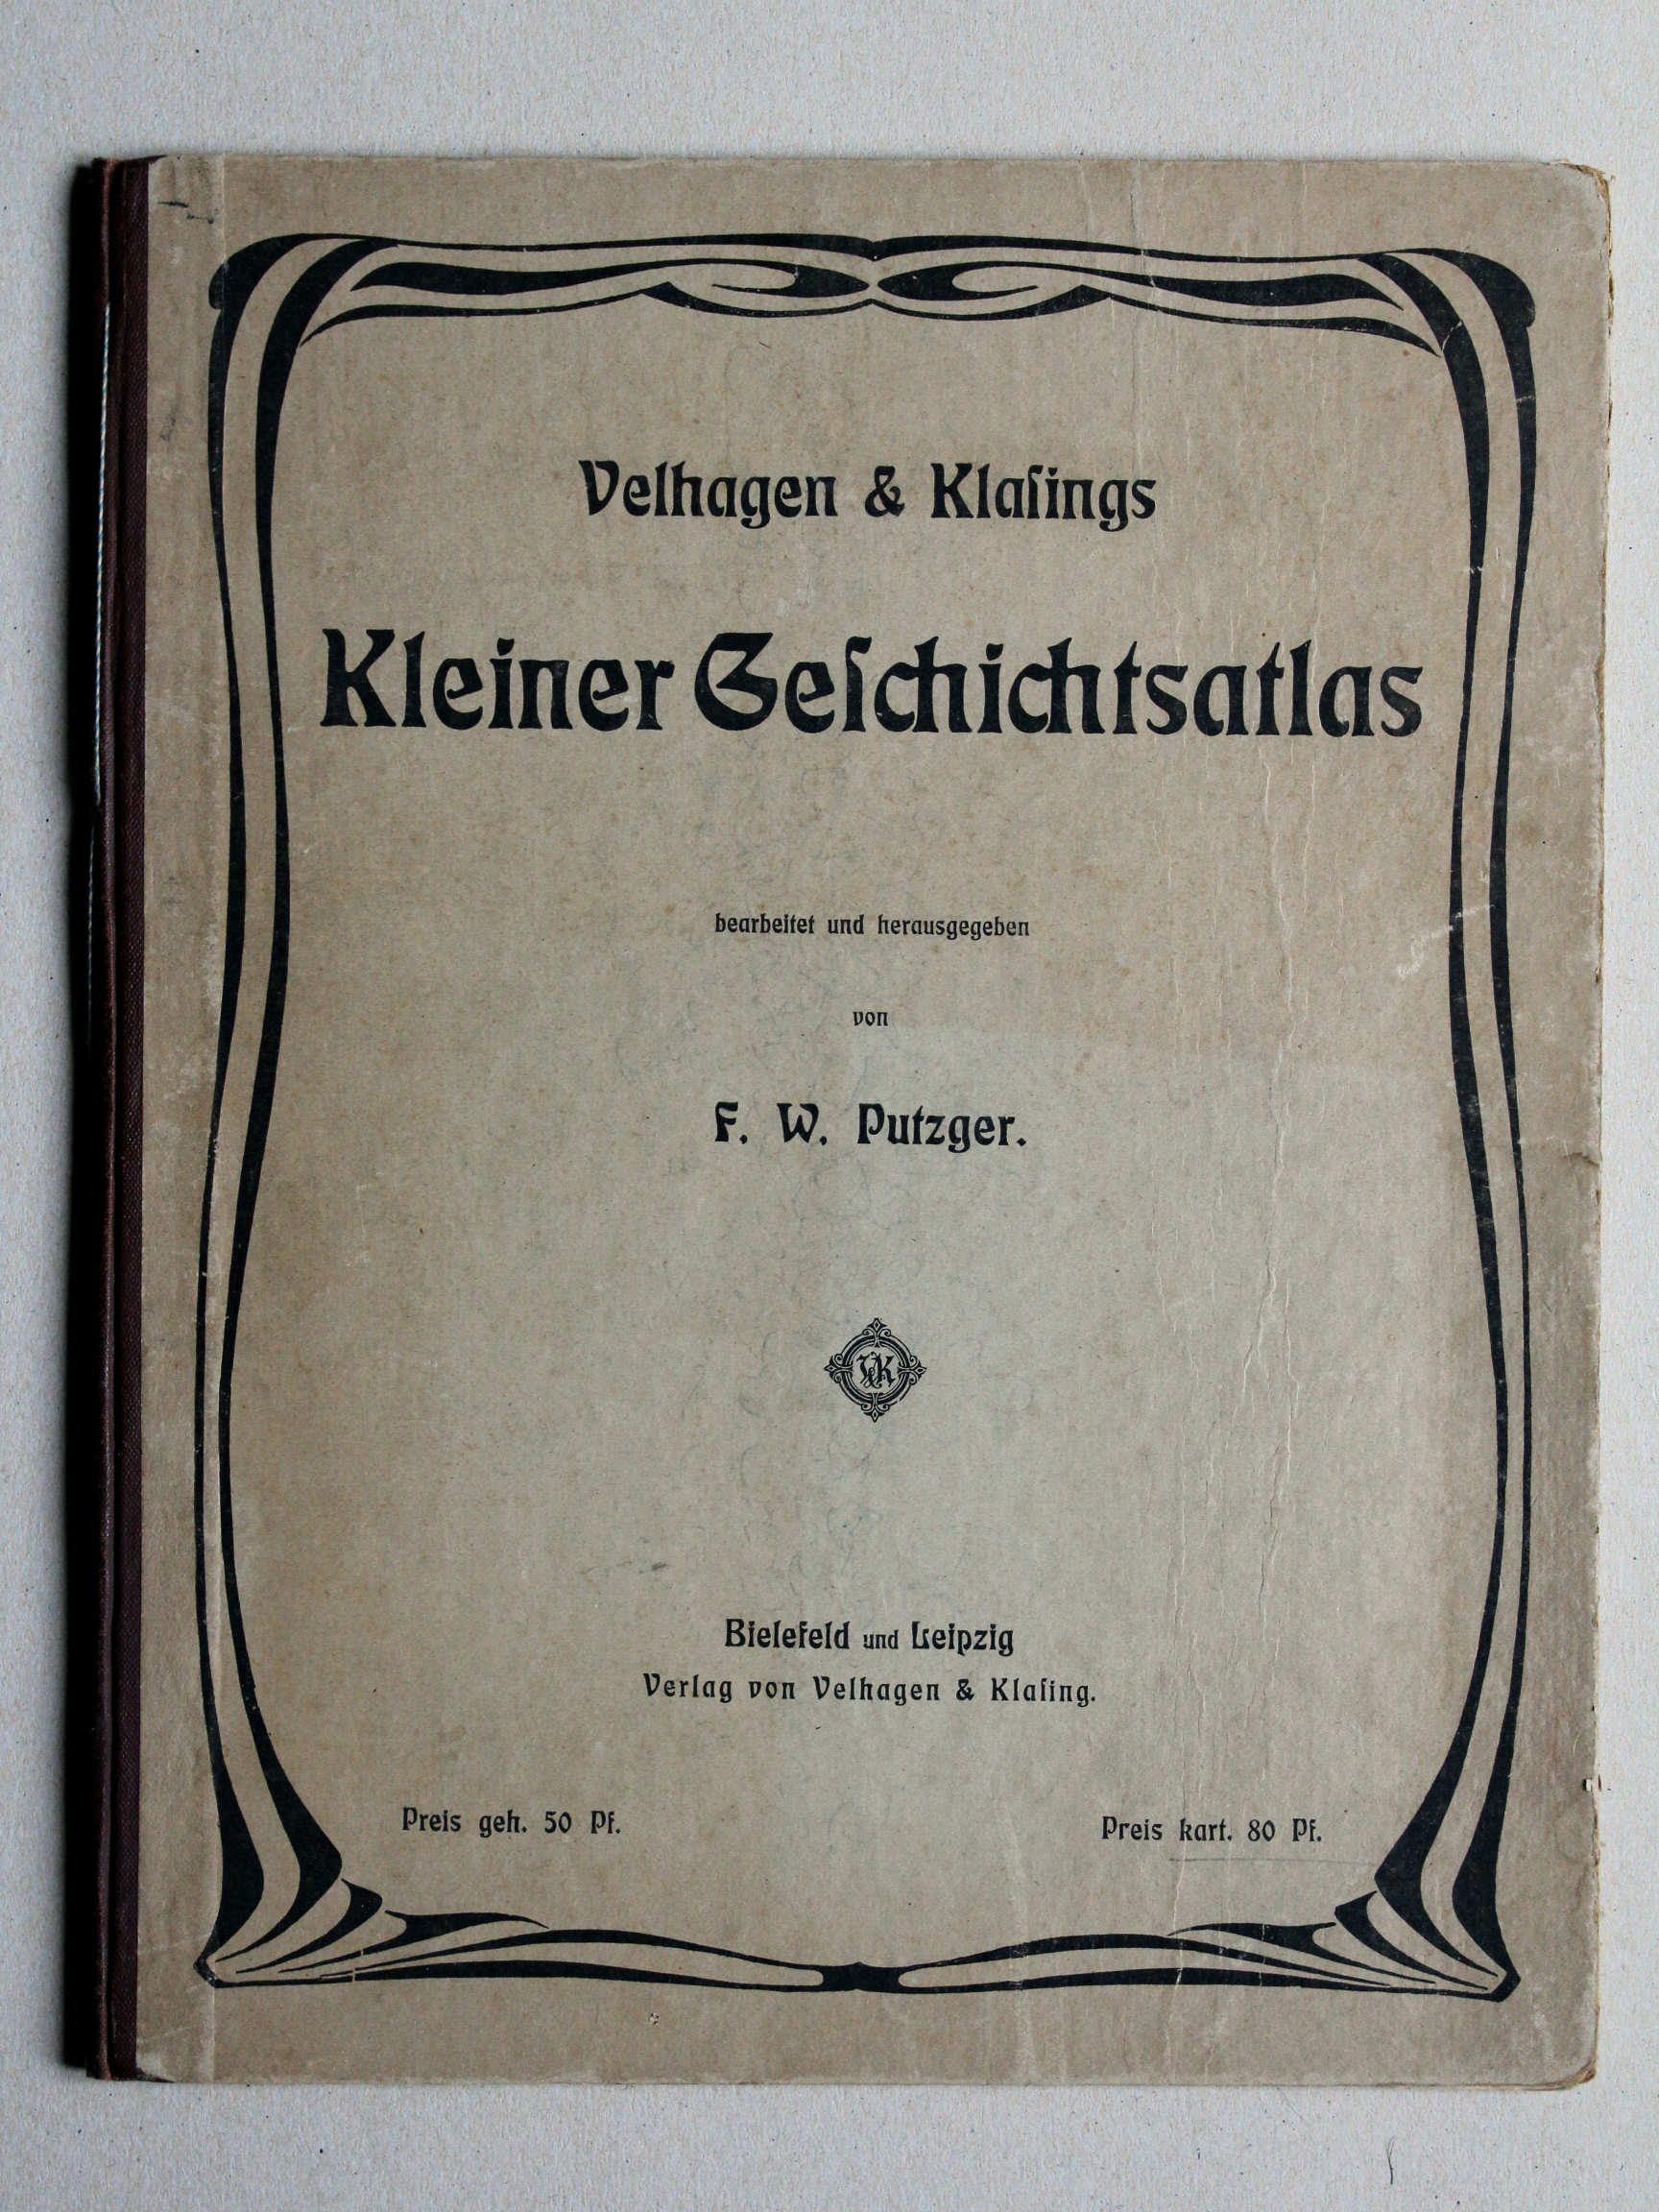 Velhagen & Klaſings
Kleiner Geſchichtsatlas
bearbeitet und herausgegeben
von
F. W. Putzger.
VK
Bielefeld und Leipzig
Verlag von Velhagen & Klaſing.
Preis geh. 50 Pf.
Preis kart. 80 Pf.